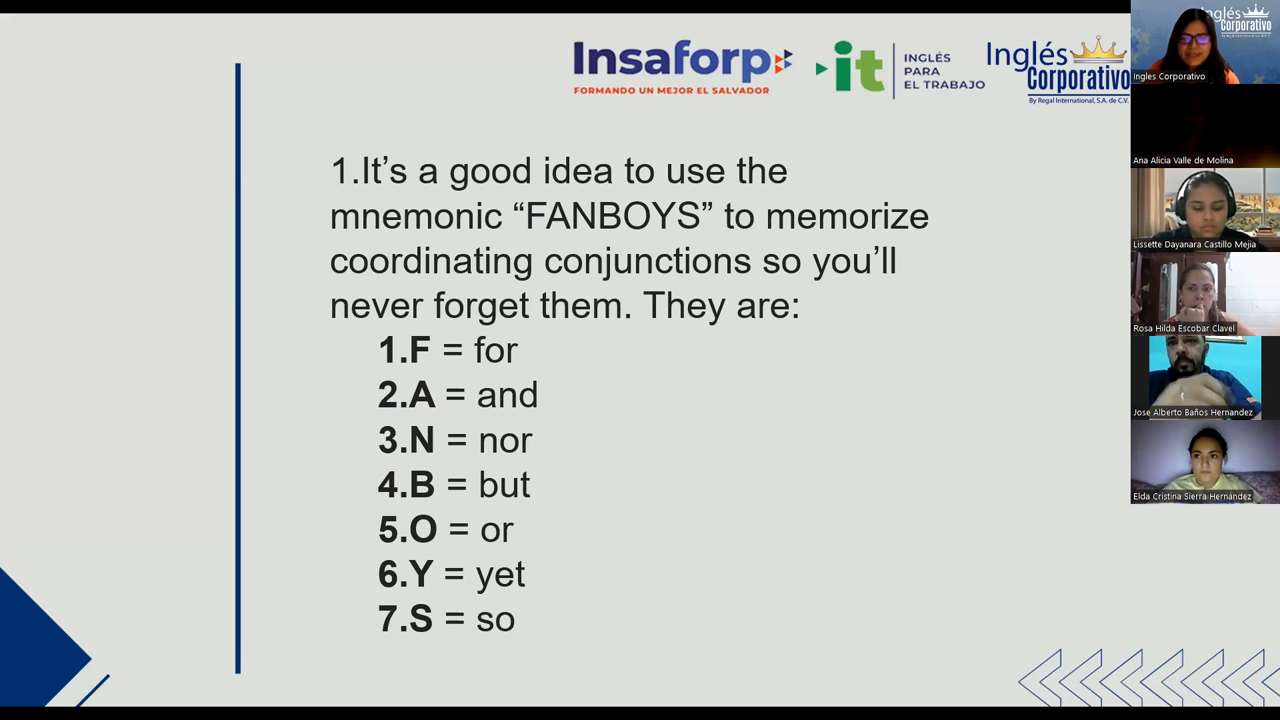 Insaforp
FORMANDO UN MEJOR EL SALVADOR
it
INGLÉS
PARA
EL TRABAJO
Inglés
Corporativo
By Regal International, S.A. de C.V.
1.It’s a good idea to use the
mnemonic “FANBOYS” to memorize
coordinating conjunctions so you’ll
never forget them. They are:
1.F = for
2.A = and
3.N = nor
4.B = but
5.O = or
6.Y = yet
7.S = so
Inglés
Corporativo
Ingles Corporativo
Ana Alicia Valle de Molina
Lissette Dayanara Castillo Mejia
Rosa Hilda Escobar Clavel
Jose Alberto Baños Hernandez
Elda Cristina Sierra Hernández